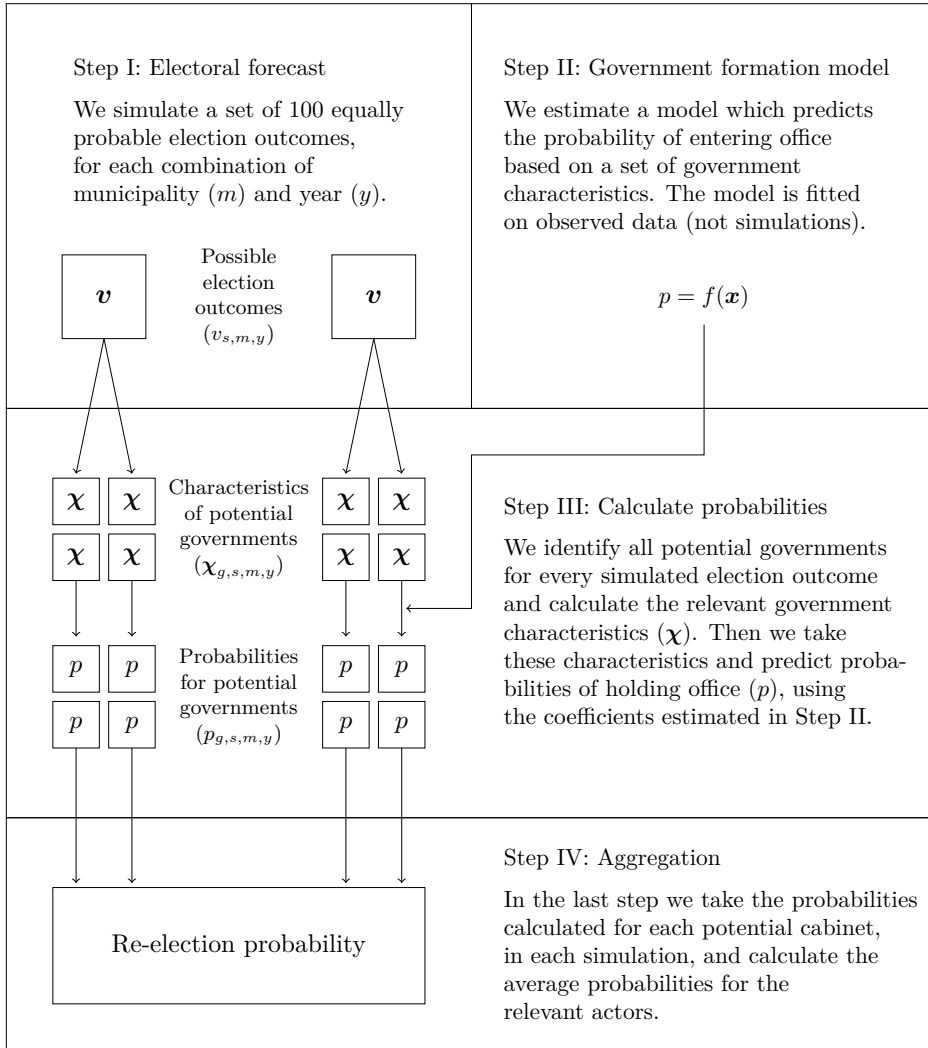 Step I: Electoral forecast
We simulate a set of 100 equally
probable election outcomes,
for each combination of
municipality (m) and year (y).
Possible
election
outcomes
(v_{s,m,y})
v
v
Step II: Government formation model
We estimate a model which predicts
the probability of entering office
based on a set of government
characteristics. The model is fitted
on observed data (not simulations).
p = f(x)
χ χ
χ χ
Characteristics
of potential
governments
(χ_{g,s,m,y})
χ χ
χ χ
p p
p p
Probabilities
for potential
governments
(p_{g,s,m,y})
p p
p p
Step III: Calculate probabilities
We identify all potential governments
for every simulated election outcome
and calculate the relevant government
characteristics (χ). Then we take
these characteristics and predict proba-
bilities of holding office (p), using
the coefficients estimated in Step II.
Re-election probability
Step IV: Aggregation
In the last step we take the probabilities
calculated for each potential cabinet,
in each simulation, and calculate the
average probabilities for the
relevant actors.